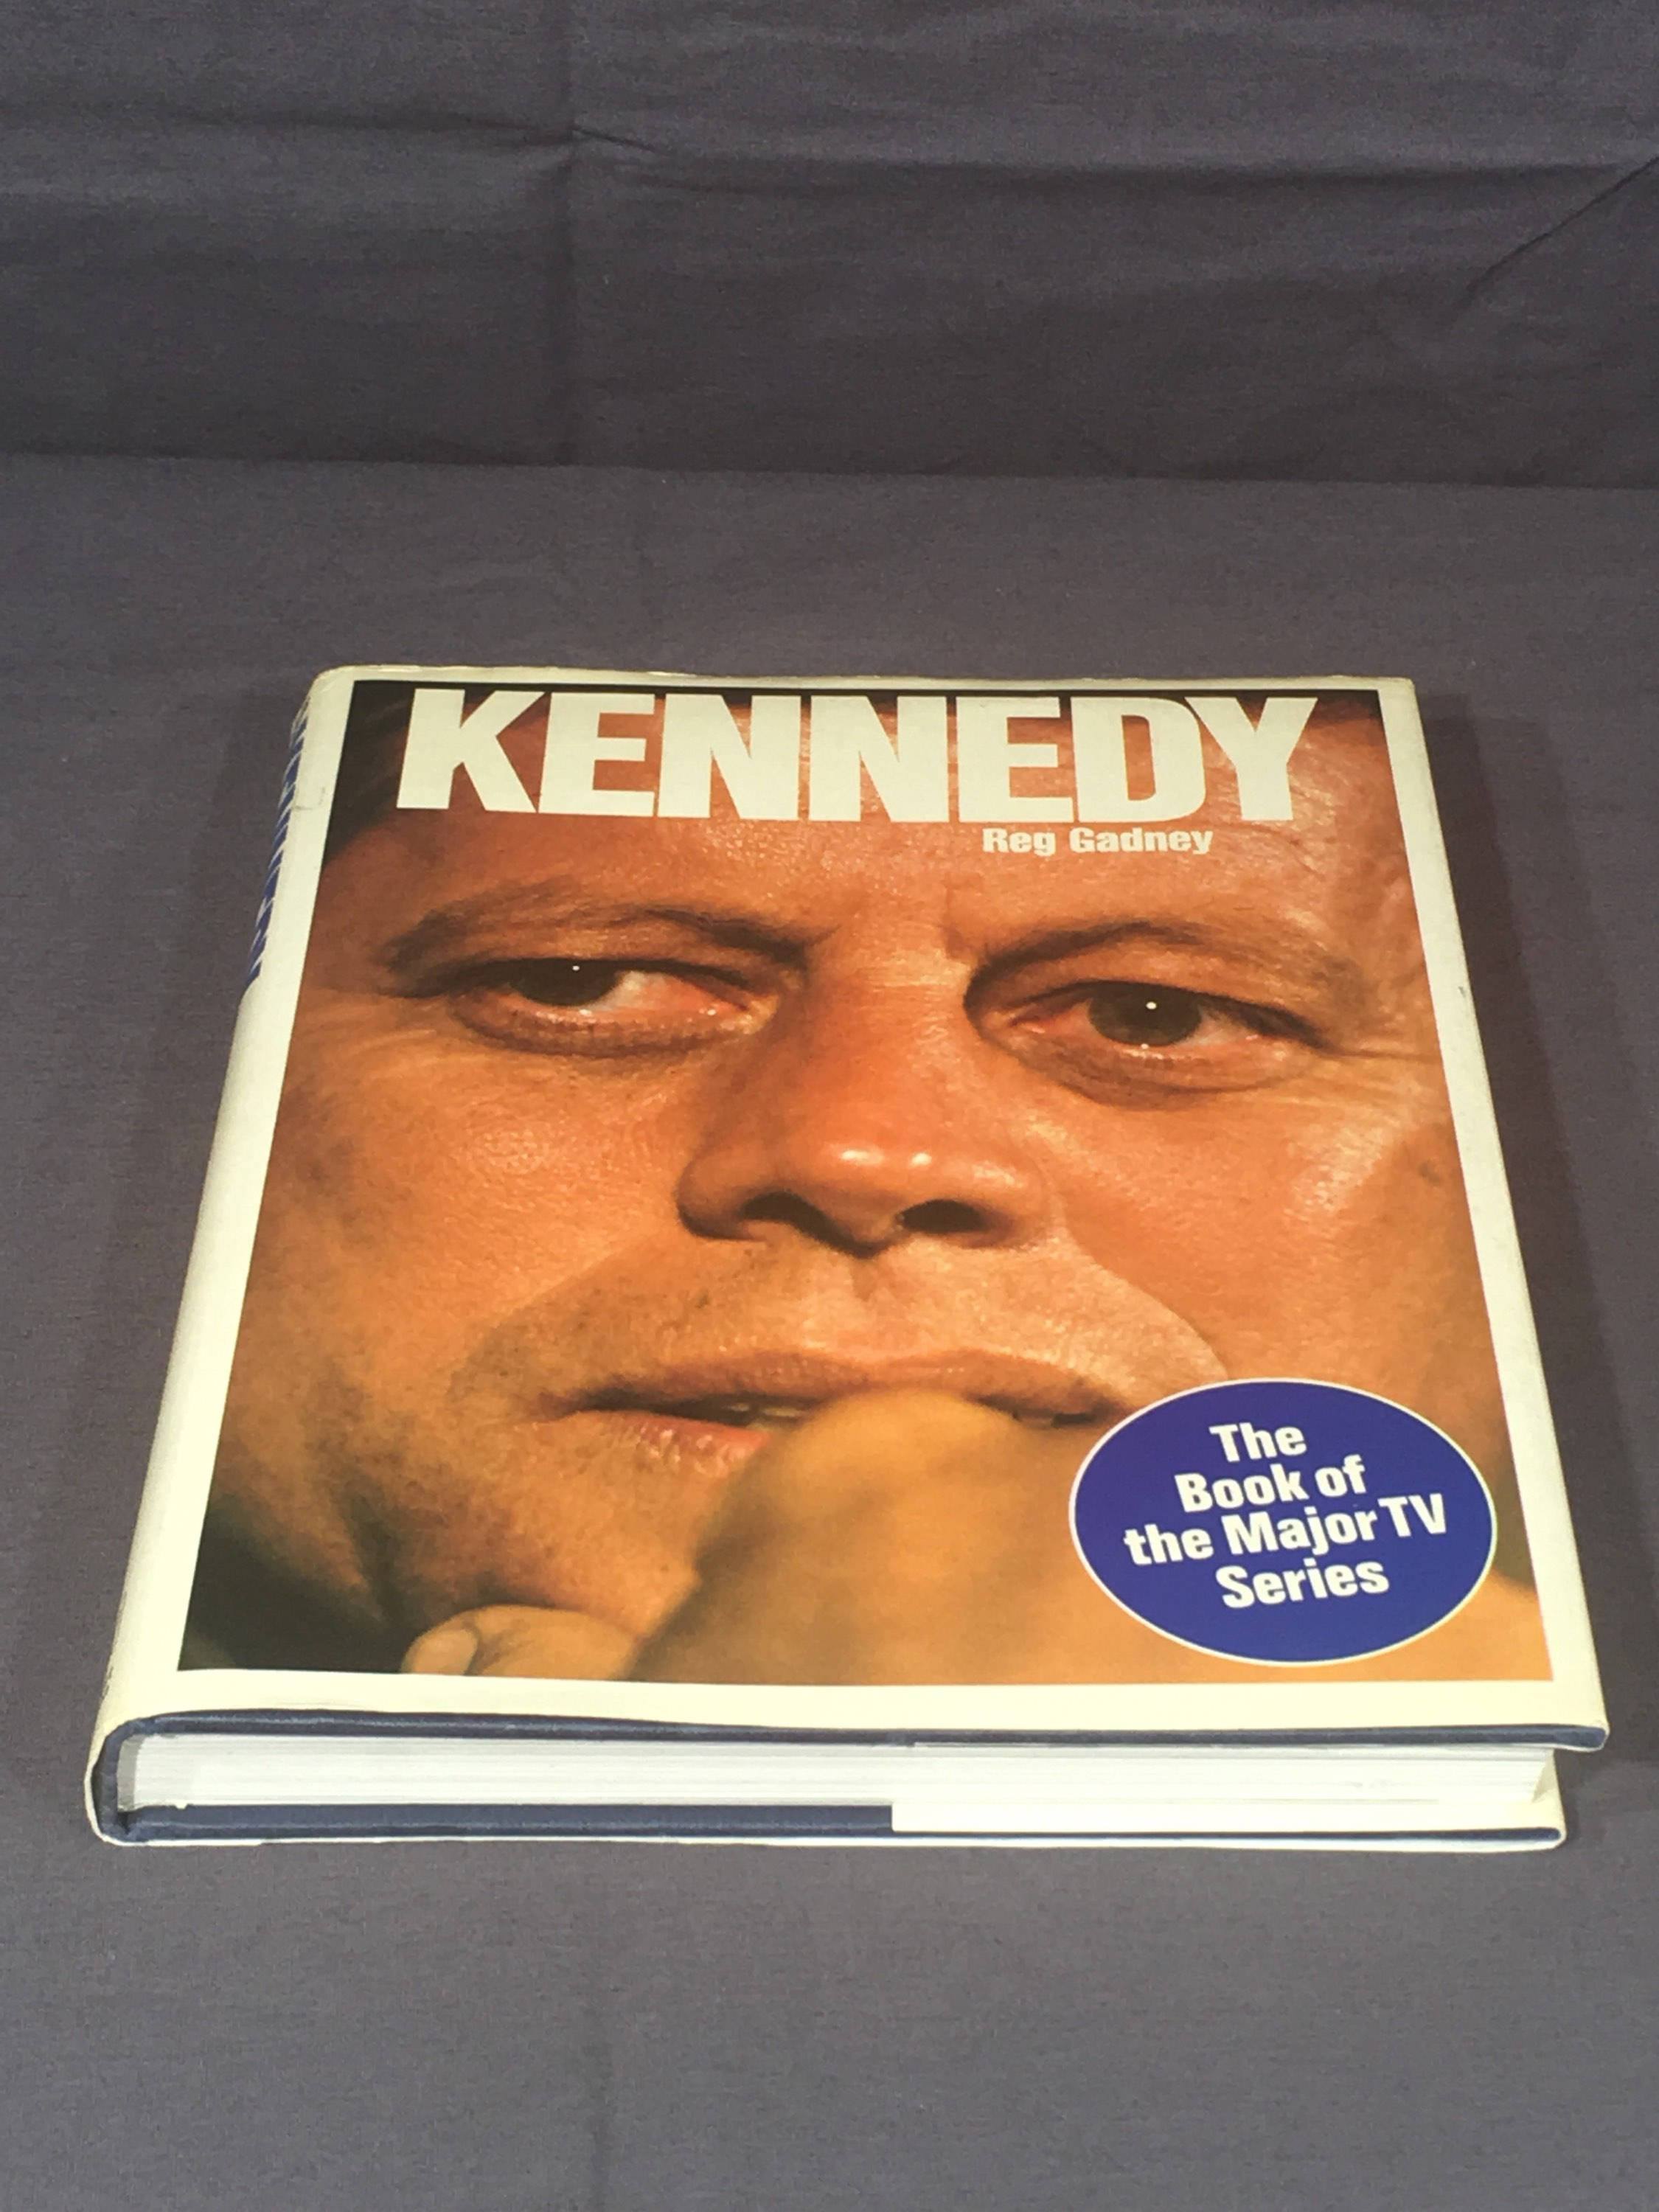 KENNEDY
Reg Gadney
The
Book of
the Major TV
Series